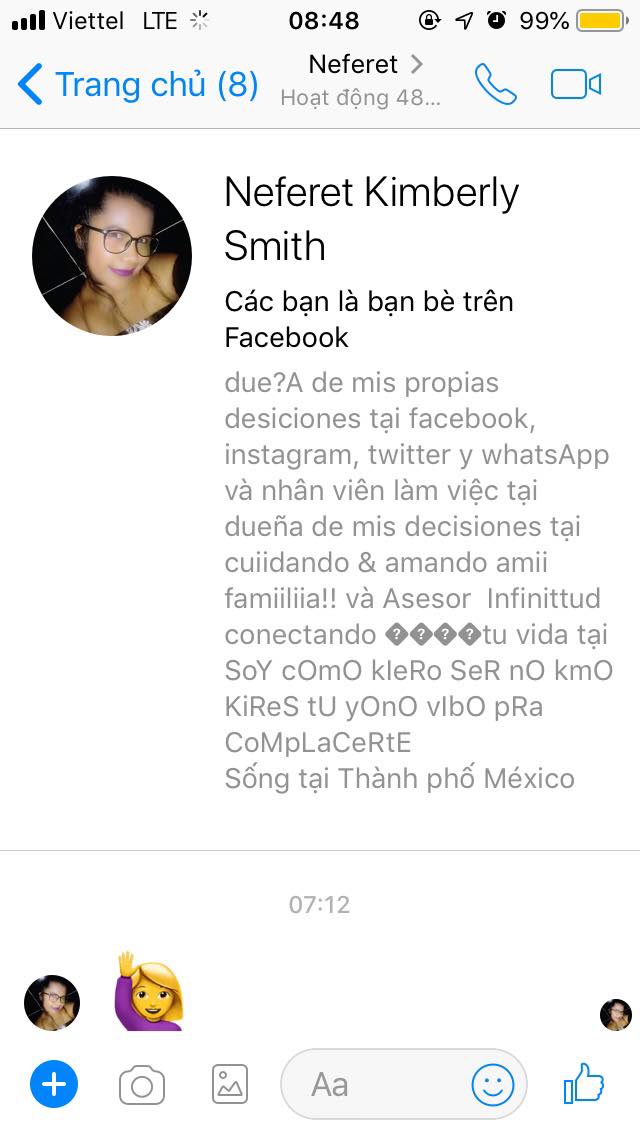 Viettel LTE 08:48 99%
Neferet
Trang chủ (8)
Hoạt động 48...
Neferet Kimberly
Smith
Các bạn là bạn bè trên
Facebook
due?A de mis propias
desiciones tại facebook,
instagram, twitter y whatsApp
và nhân viên làm việc tại
dueña de mis decisiones tại
cuiidando & amando amii
famiiliia!! và Asesor Infinittud
conectando ����tu vida tại
SoY cOmO kIeRo SeR nO kmO
KiReS tU yOnO vIbO pRa
CoMpLaCeRtE
Sống tại Thành phố México
07:12
Aa